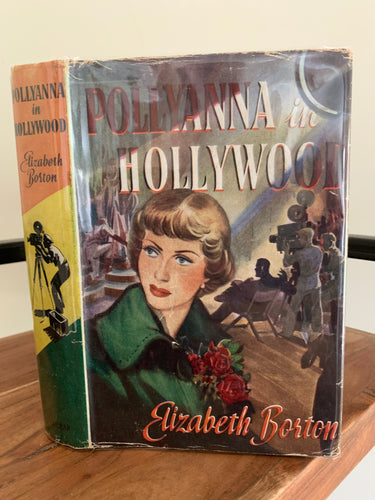 POLLYANNA
in
HOLLYWOOD
Elizabeth
Borton
POLLYANNA in
HOLLYWOOD
Elizabeth Borton